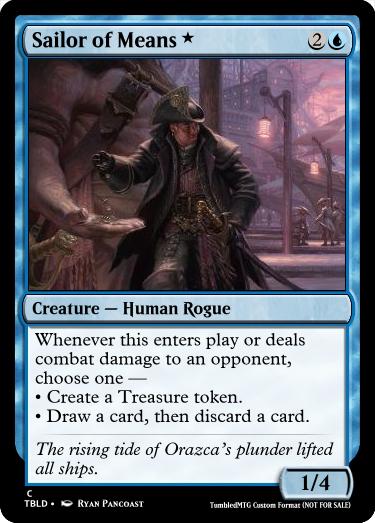 Sailor of Means ★ 2
Creature — Human Rogue
Whenever this enters play or deals
combat damage to an opponent,
choose one —
• Create a Treasure token.
• Draw a card, then discard a card.
The rising tide of Orazca's plunder lifted
all ships.
1/4
C
TBLD • Ryan Pancoast
TumbledMTG Custom Format (NOT FOR SALE)